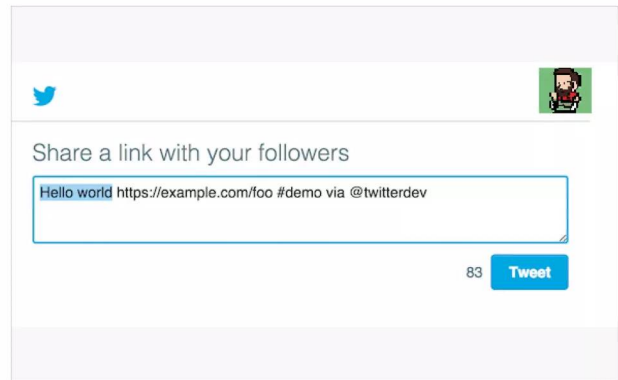 Share a link with your followers
Hello world https://example.com/foo #demo via @twitterdev
83 Tweet